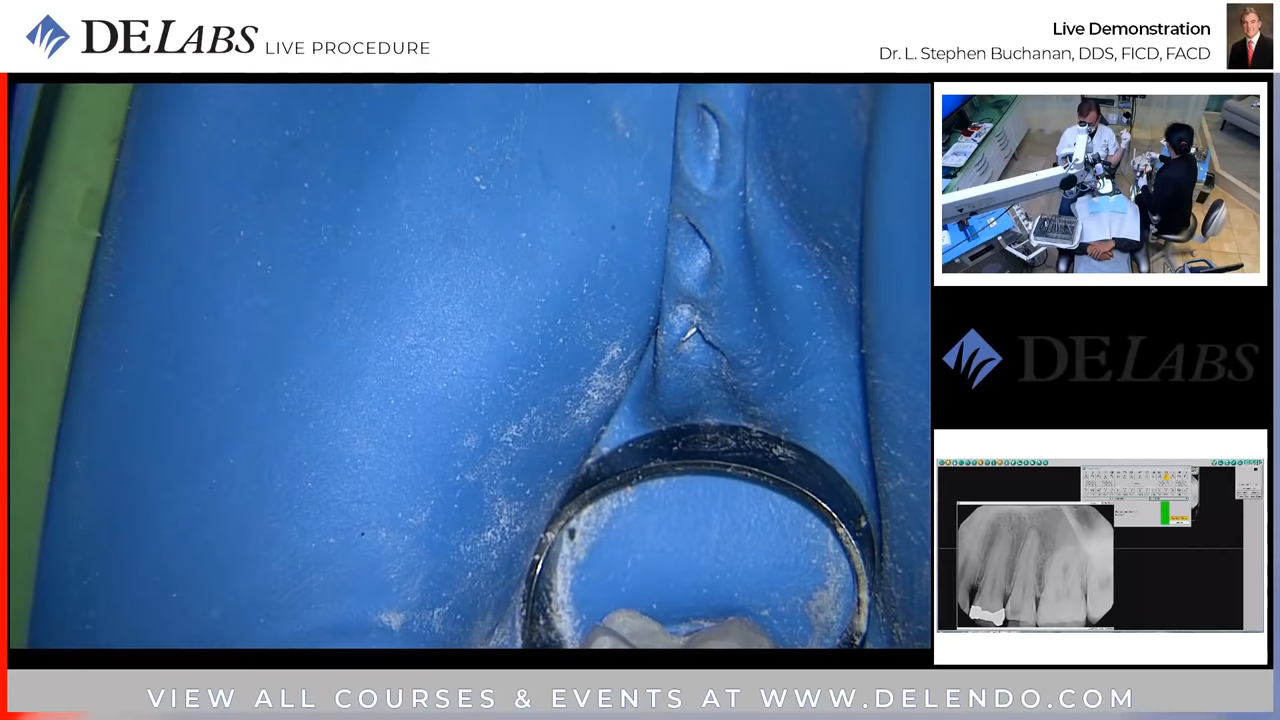 DELABS LIVE PROCEDURE
Live Demonstration
Dr. L. Stephen Buchanan, DDS, FICD, FACD
DELABS
VIEW ALL COURSES & EVENTS AT WWW.DELENDO.COM